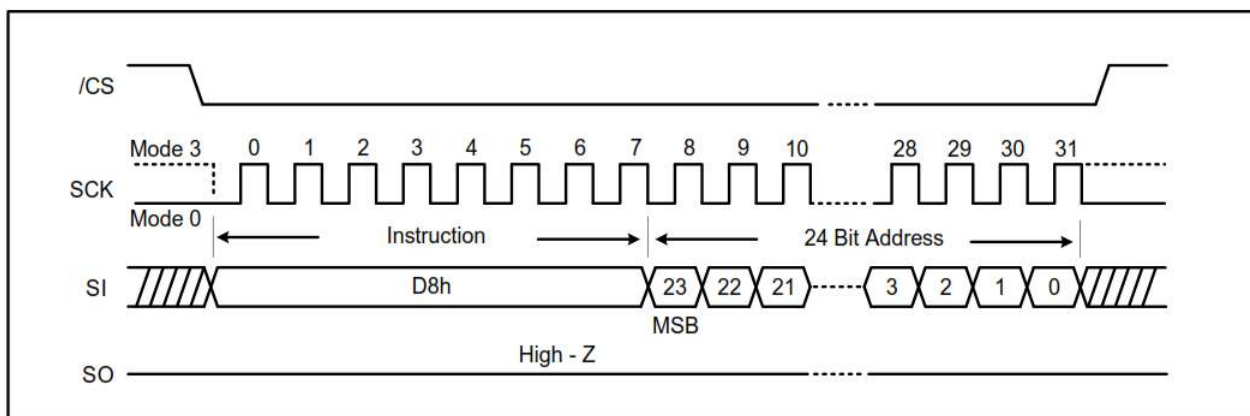 /CS
Mode 3 0 1 2 3 4 5 6 7 8 9 10 28 29 30 31
SCK
Mode 0
Instruction 24 Bit Address
SI D8h 23 22 21 3 2 1 0
MSB
High - Z
SO